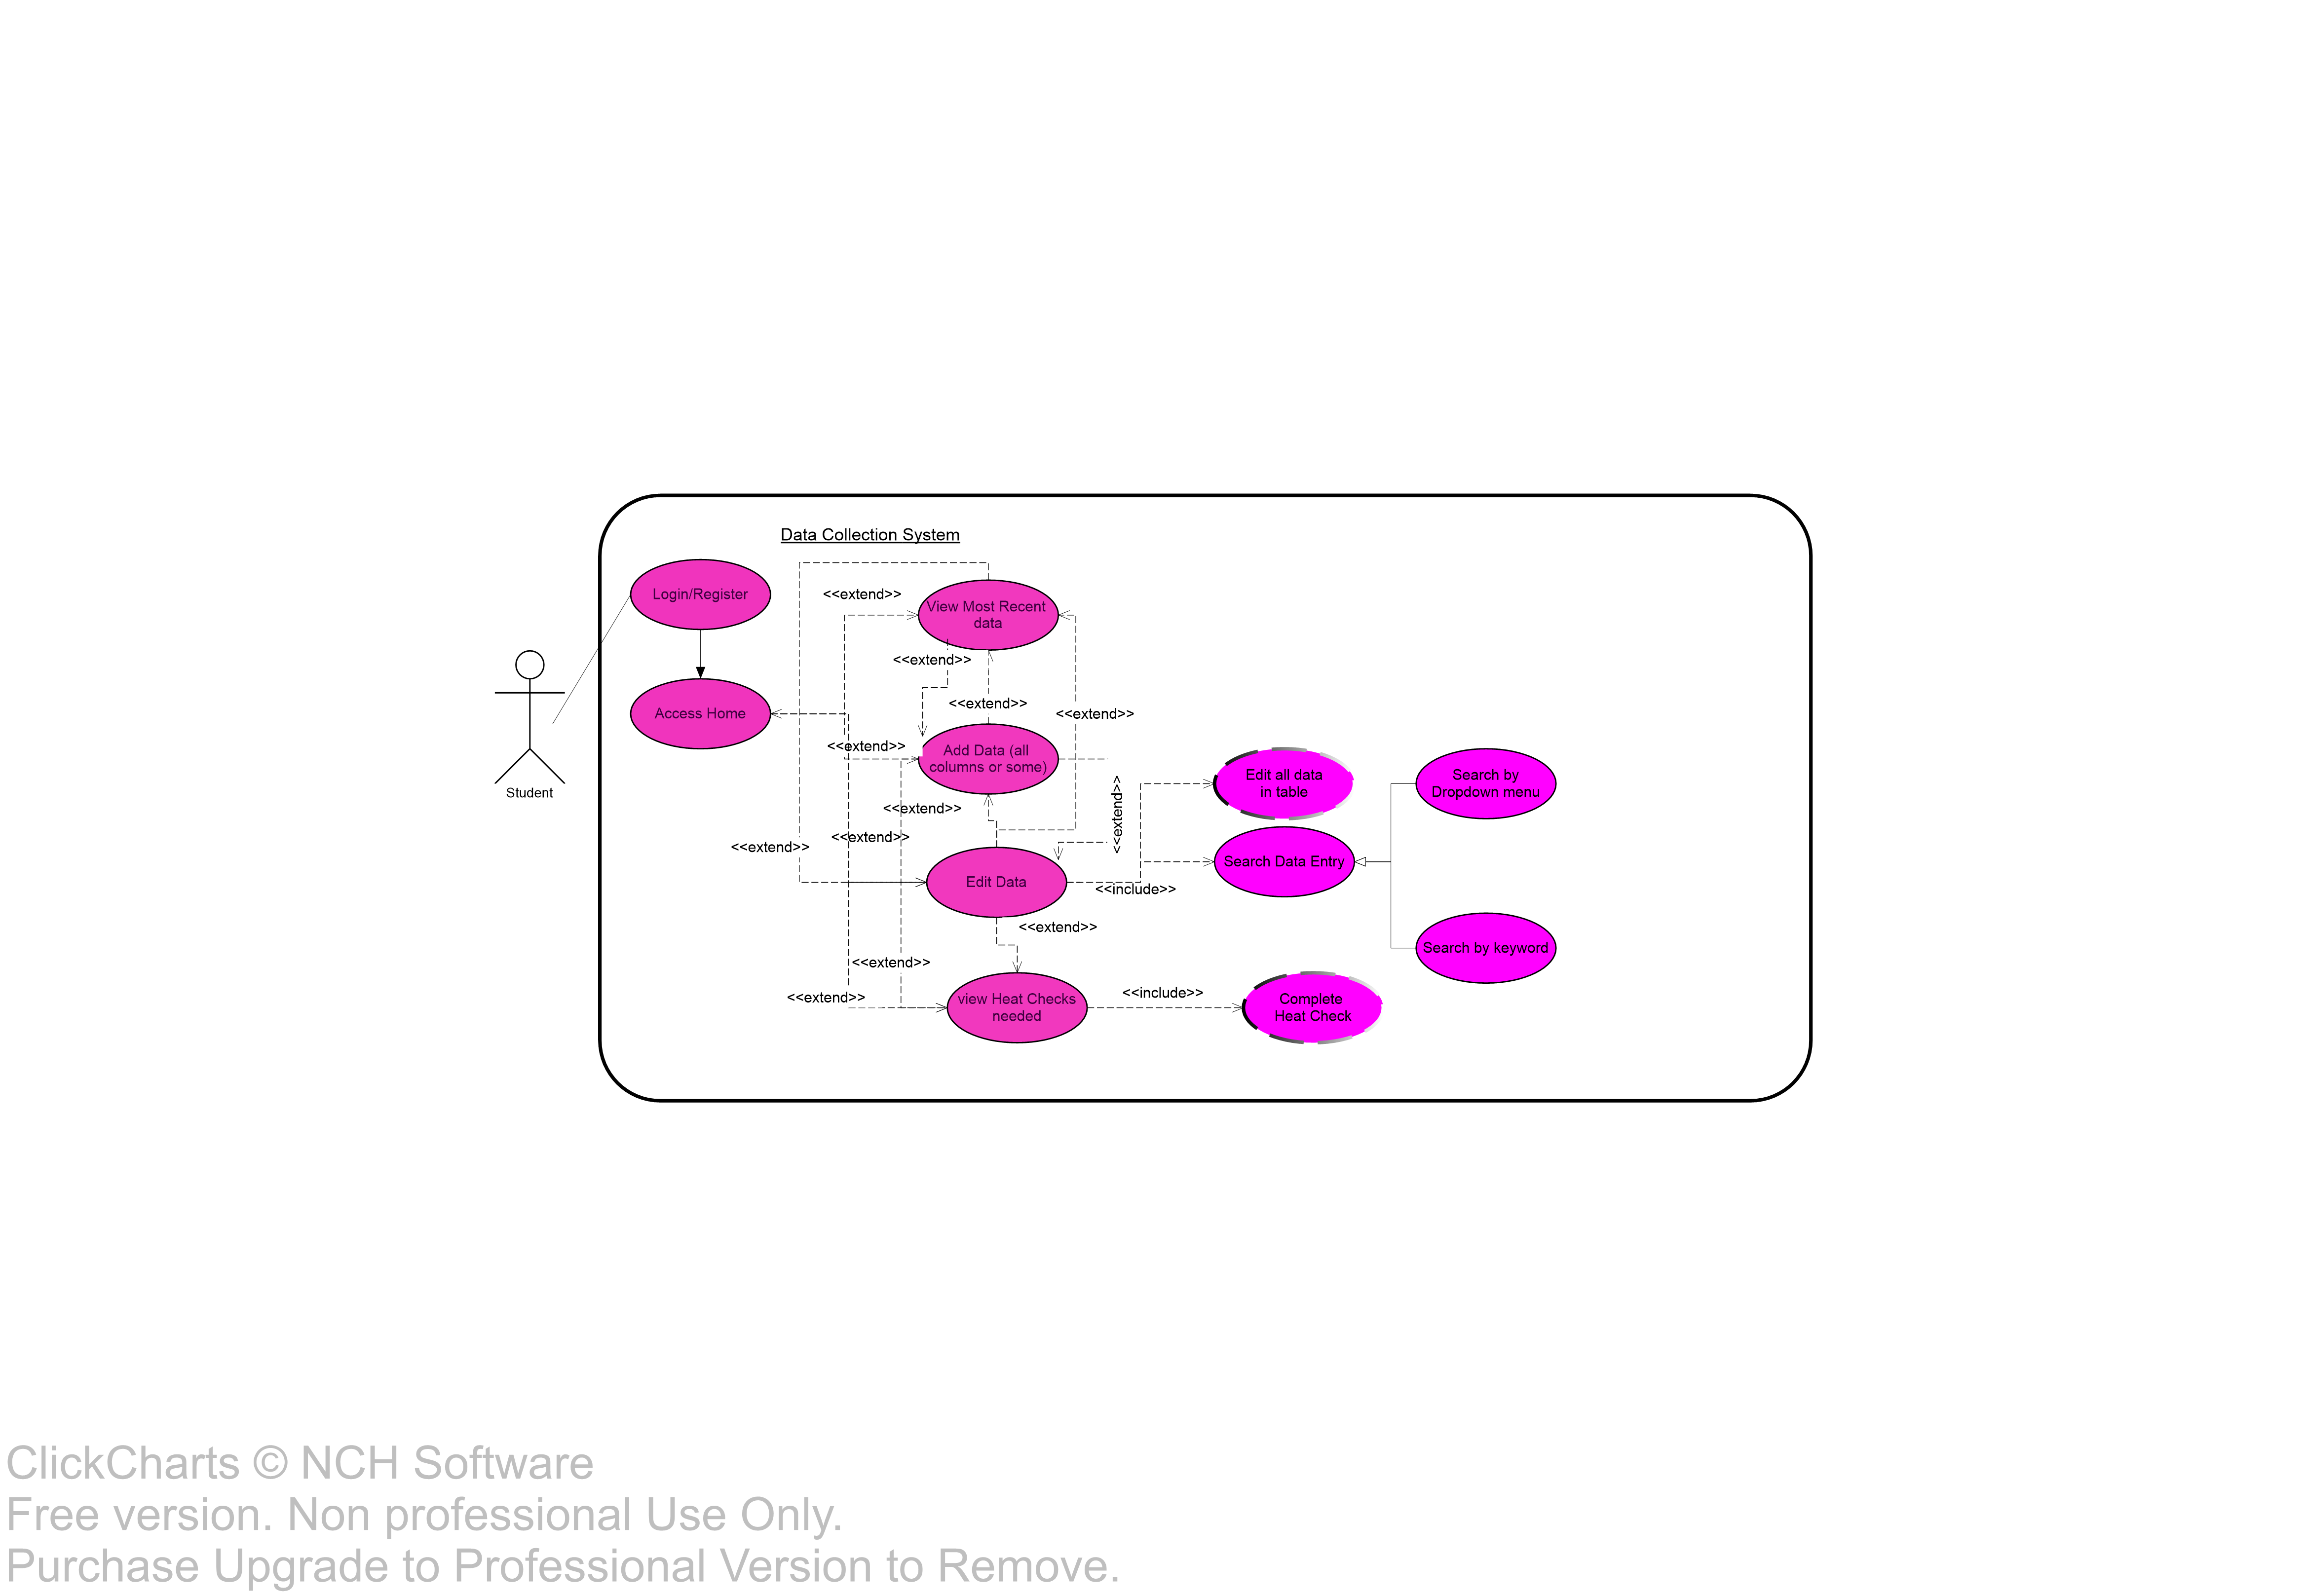 Data Collection System
Login/Register
<<extend>>
View Most Recent
data
<<extend>>
<<extend>>
Access Home
<<extend>>
<<extend>>
Add Data (all
columns or some)
Student
<<extend>>
Edit all data
in table
Search by
Dropdown menu
<<extend>>
<<extend>>
<<extend>>
Search Data Entry
Edit Data
<<include>>
<<extend>>
Search by keyword
<<extend>>
<<extend>>
view Heat Checks
needed
<<include>>
Complete
Heat Check
ClickCharts © NCH Software
Free version. Non professional Use Only.
Purchase Upgrade to Professional Version to Remove.